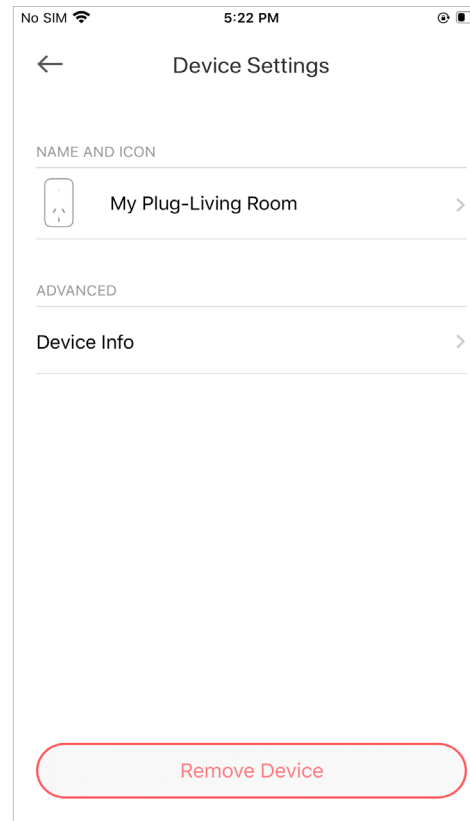 No SIM 5:22 PM
Device Settings
NAME AND ICON
My Plug-Living Room
ADVANCED
Device Info
Remove Device